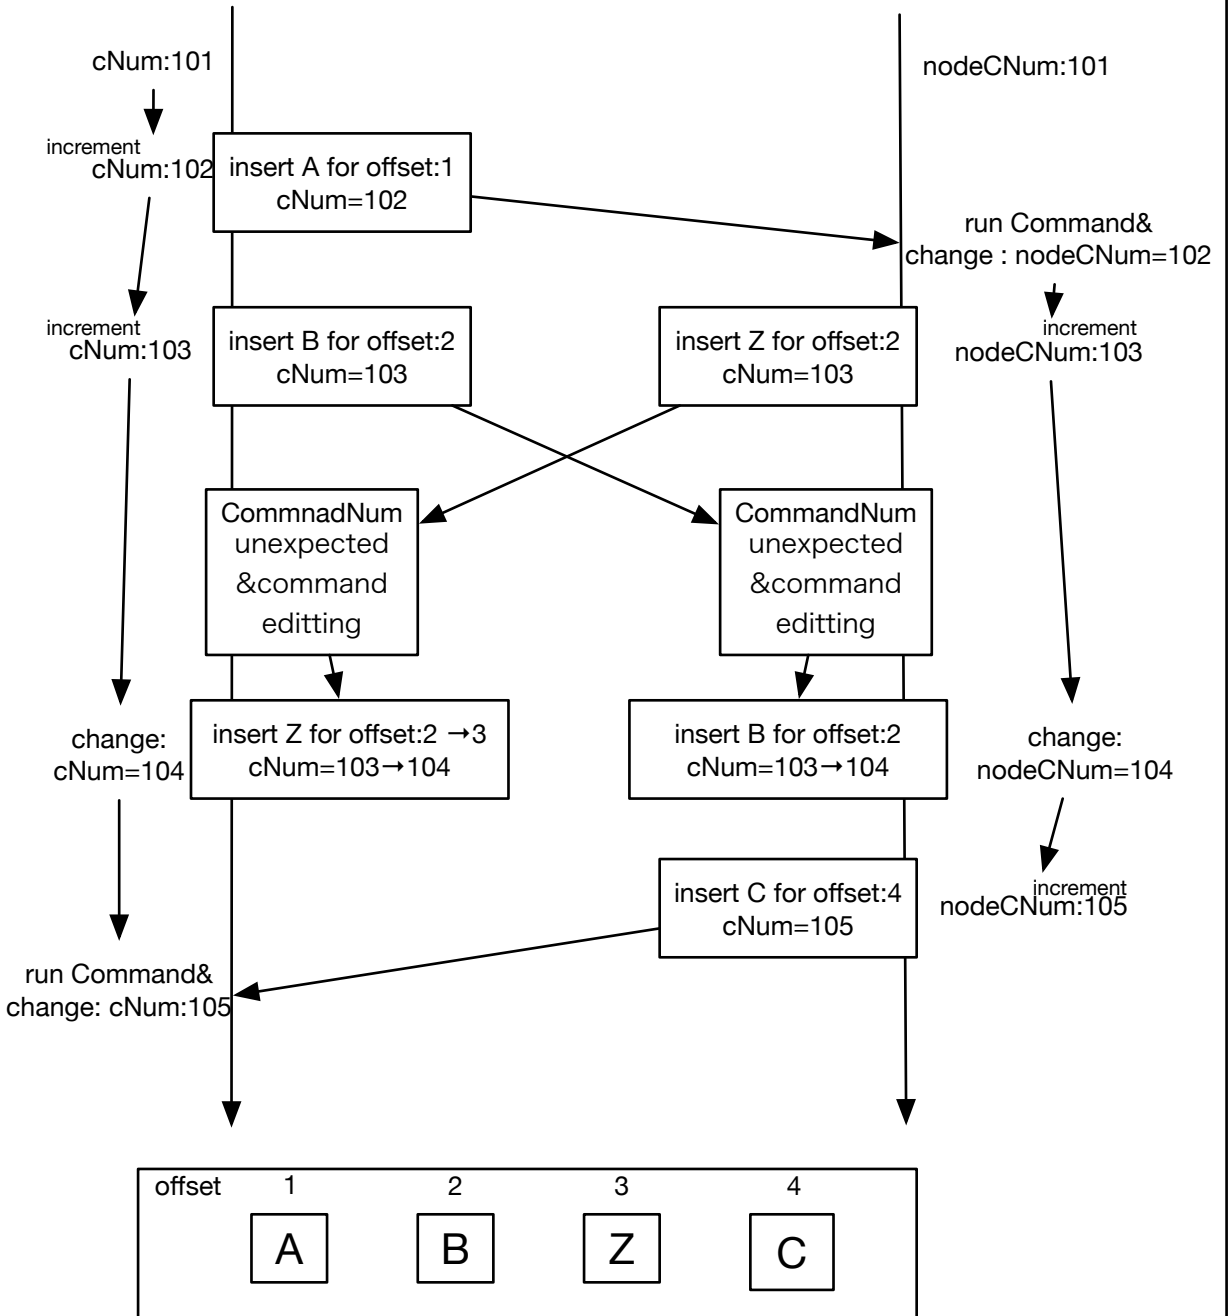 cNum:101
nodeCNum:101
increment
cNum:102
insert A for offset:1
cNum=102
run Command&
change : nodeCNum=102
increment
cNum:103
insert B for offset:2
cNum=103
insert Z for offset:2
cNum=103
increment
nodeCNum:103
CommnadNum
unexpected
&command
editting
CommandNum
unexpected
&command
editting
change:
cNum=104
insert Z for offset:2 →3
cNum=103→104
insert B for offset:2
cNum=103→104
change:
nodeCNum=104
insert C for offset:4
cNum=105
increment
nodeCNum:105
run Command&
change: cNum:105
offset 1 2 3 4
A B Z C